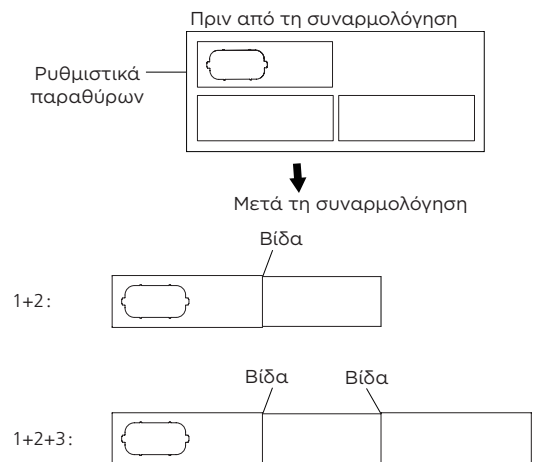 Πριν από τη συναρμολόγηση
Ρυθμιστικά
παραθύρων
Μετά τη συναρμολόγηση
Βίδα
1+2:
Βίδα Βίδα
1+2+3: